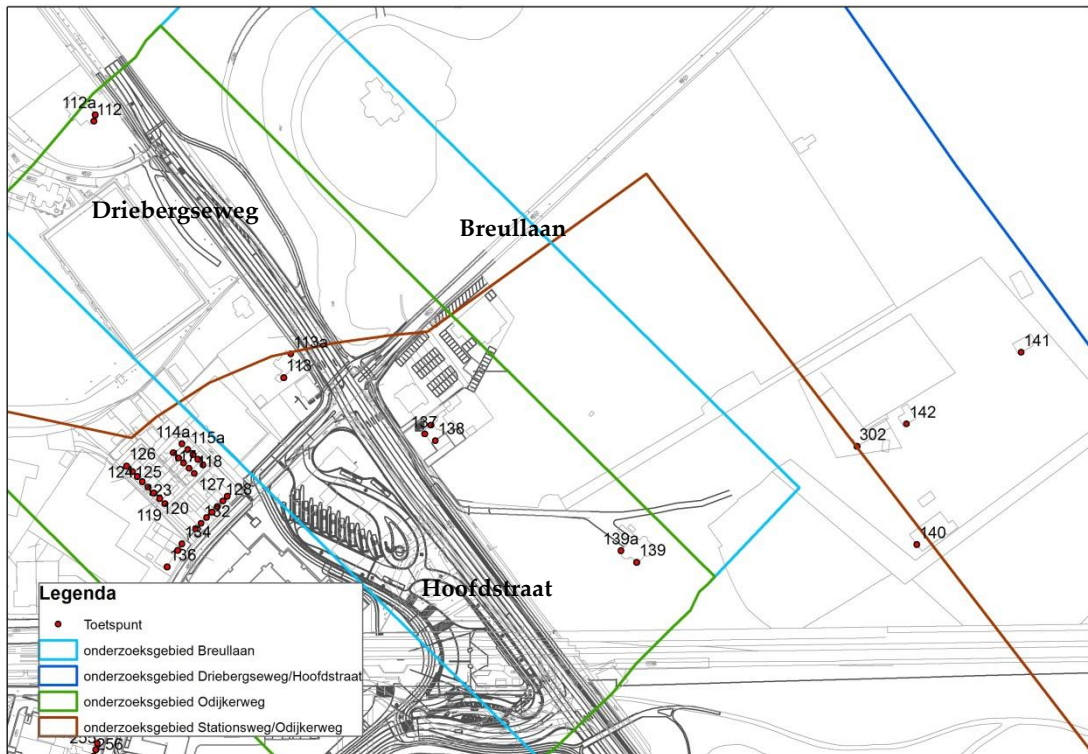 112a
112
Driebergseweg
Breullaan
113a
113
141
142
302
137
138
114a
115a
126
118
124
125
127
128
123
120
119
134
136
139a
139
140
Hoofdstraat
Legenda
Toetspunt
onderzoeksgebied Breullaan
onderzoeksgebied Driebergseweg/Hoofdstraat
onderzoeksgebied Odijkerweg
onderzoeksgebied Stationsweg/Odijkerweg
256